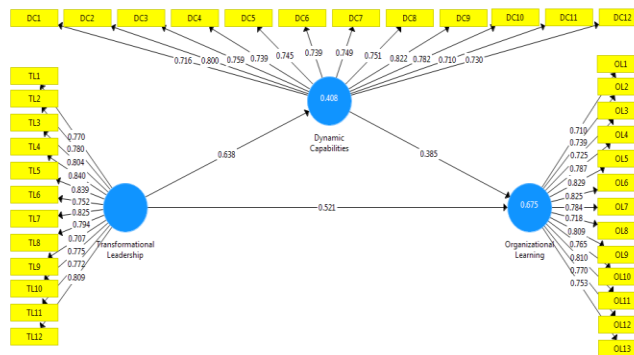 DC1 DC2 DC3 DC4 DC5 DC6 DC7 DC8 DC9 DC10 DC11 DC12
0.716 0.800 0.759 0.739 0.745 0.739 0.749 0.751 0.822 0.782 0.710 0.730
0.408
Dynamic
Capabilities
TL1
TL2
TL3
TL4
TL5
TL6
TL7
TL8
TL9
TL10
TL11
TL12
0.770
0.780
0.804
0.840
0.839
0.752
0.825
0.794
0.707
0.775
0.772
0.809
Transformational
Leadership
0.638
0.385
0.521
0.675
Organizational
Learning
0.710
0.739
0.725
0.787
0.829
0.825
0.784
0.718
0.809
0.765
0.810
0.770
0.753
OL1
OL2
OL3
OL4
OL5
OL6
OL7
OL8
OL9
OL10
OL11
OL12
OL13